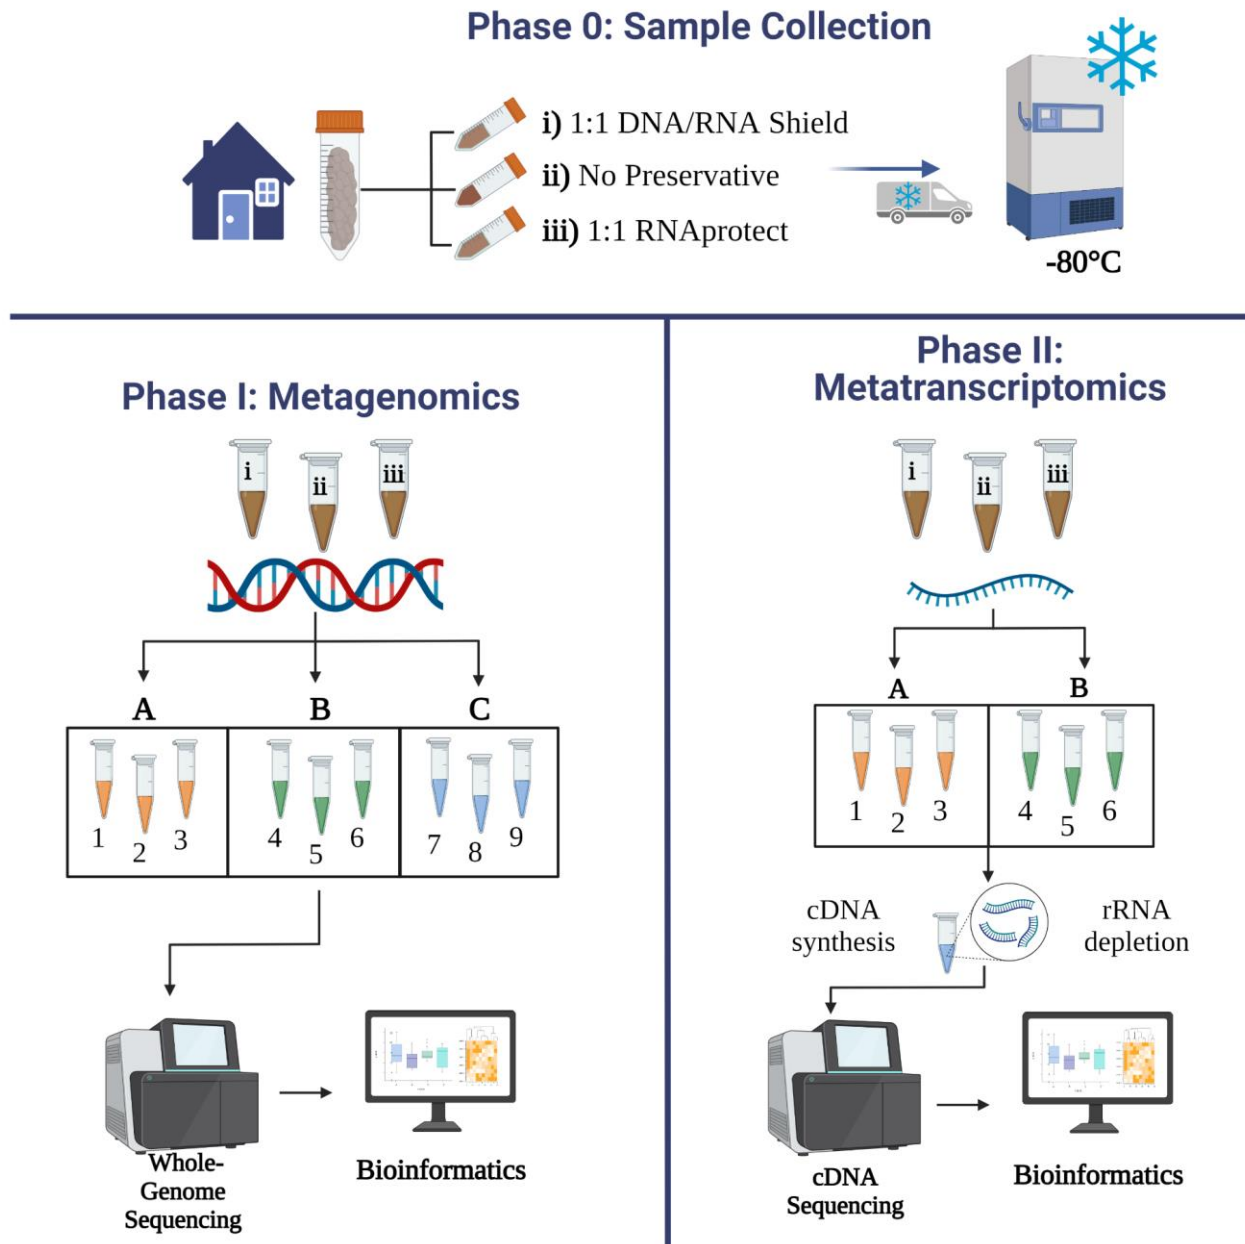 Phase 0: Sample Collection
i) 1:1 DNA/RNA Shield
ii) No Preservative
iii) 1:1 RNAprotect
-80°C
Phase I: Metagenomics
i
ii
iii
A
B
C
1
2
3
4
5
6
7
8
9
Whole-
Genome
Sequencing
Bioinformatics
Phase II:
Metatranscriptomics
i
ii
iii
A
B
1
2
3
4
5
6
cDNA
synthesis
rRNA
depletion
cDNA
Sequencing
Bioinformatics